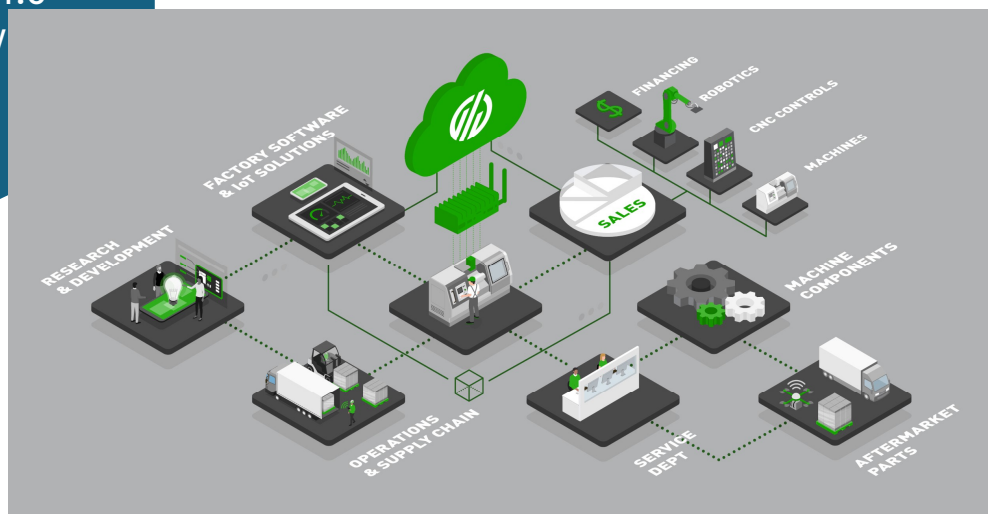 FINANCING
ROBOTICS
CNC CONTROLS
MACHINES
FACTORY SOFTWARE
& IoT SOLUTIONS
SALES
RESEARCH
& DEVELOPMENT
MACHINE
COMPONENTS
OPERATIONS
& SUPPLY CHAIN
SERVICE
DEPT
AFTERMARKET
PARTS